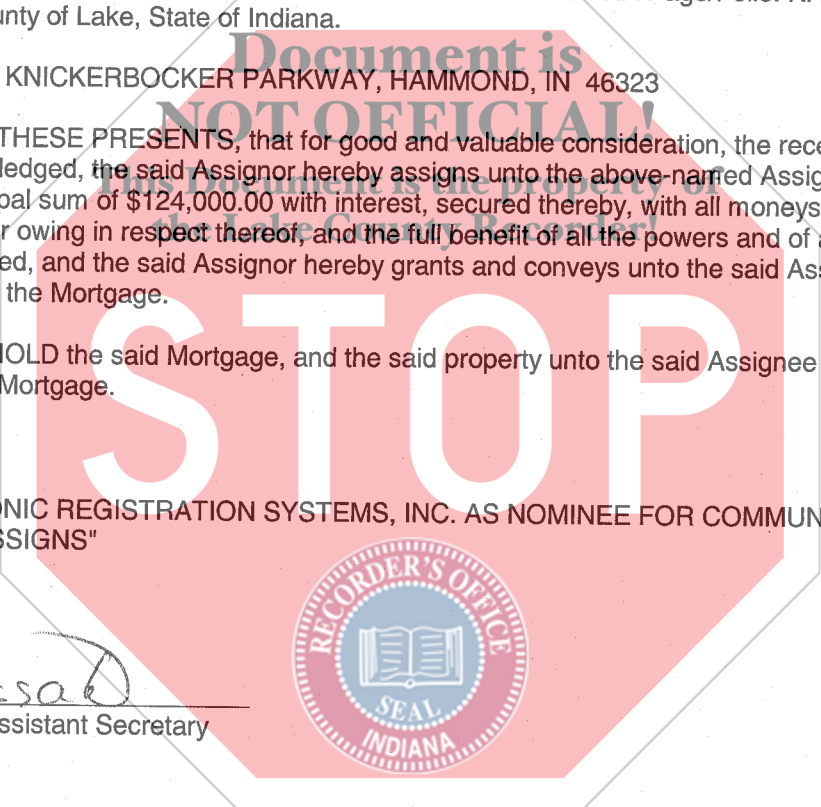 unty of Lake, State of Indiana.
Document is
KNICKERBOCKER PARKWAY, HAMMOND, IN 46323
NOT OFFICIAL!
THESE PRESENTS, that for good and valuable consideration, the rece
ledged, the said Assignor hereby assigns unto the above-named Assig
This Document is the property of
pal sum of $124,000.00 with interest, secured thereby, with all moneys
the Lake County Recorder!
r owing in respect thereof, and the full benefit of all the powers and of a
ed, and the said Assignor hereby grants and conveys unto the said Ass
the Mortgage.
STOP
HOLD the said Mortgage, and the said property unto the said Assignee
Mortgage.
ONIC REGISTRATION SYSTEMS, INC. AS NOMINEE FOR COMMUN
SSIGNS"
RECORDER'S OFFICE
SEAL
INDIANA
ssistant Secretary